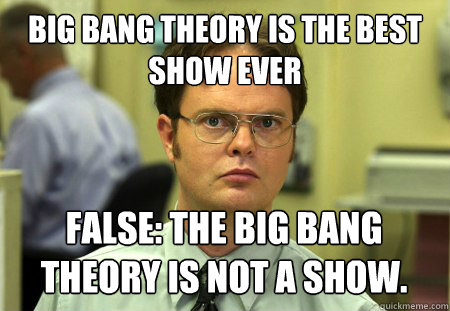 BIG BANG THEORY IS THE BEST
SHOW EVER
FALSE: THE BIG BANG
THEORY IS NOT A SHOW.
quickmeme.com